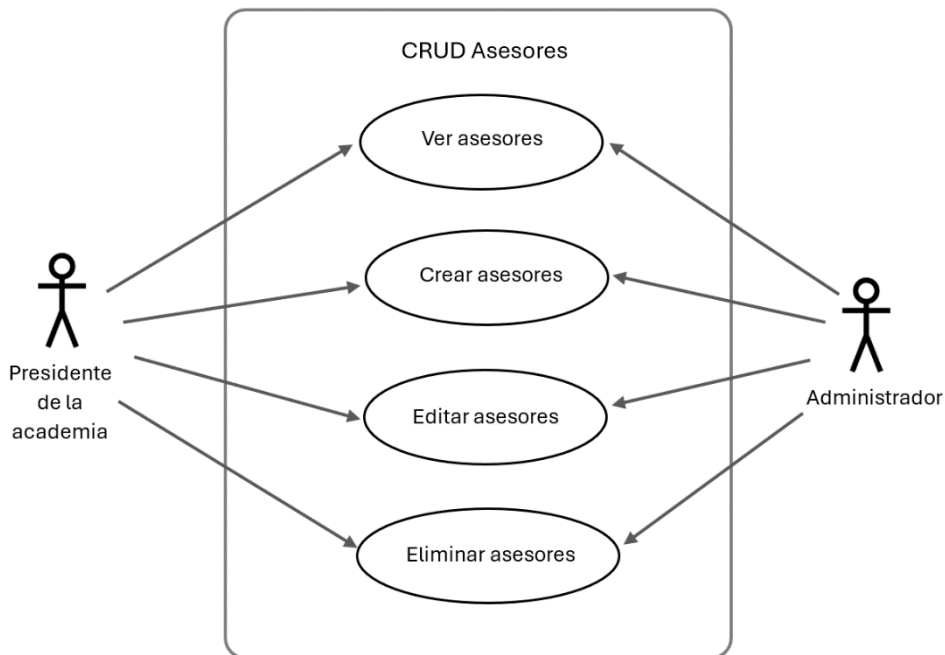 CRUD Asesores
Ver asesores
Crear asesores
Editar asesores
Eliminar asesores
Presidente
de la
academia
Administrador